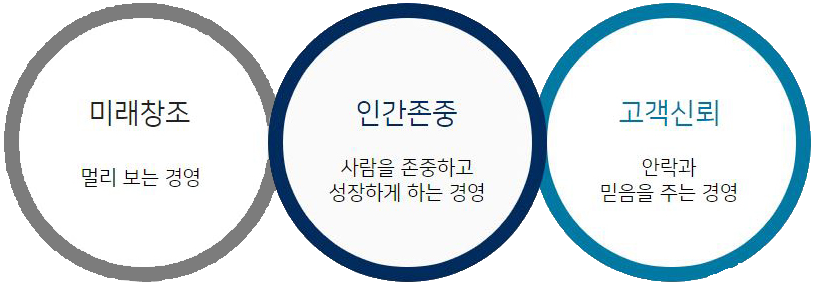 미래창조
멀리 보는 경영
인간존중
사람을 존중하고
성장하게 하는 경영
고객신뢰
안락과
믿음을 주는 경영